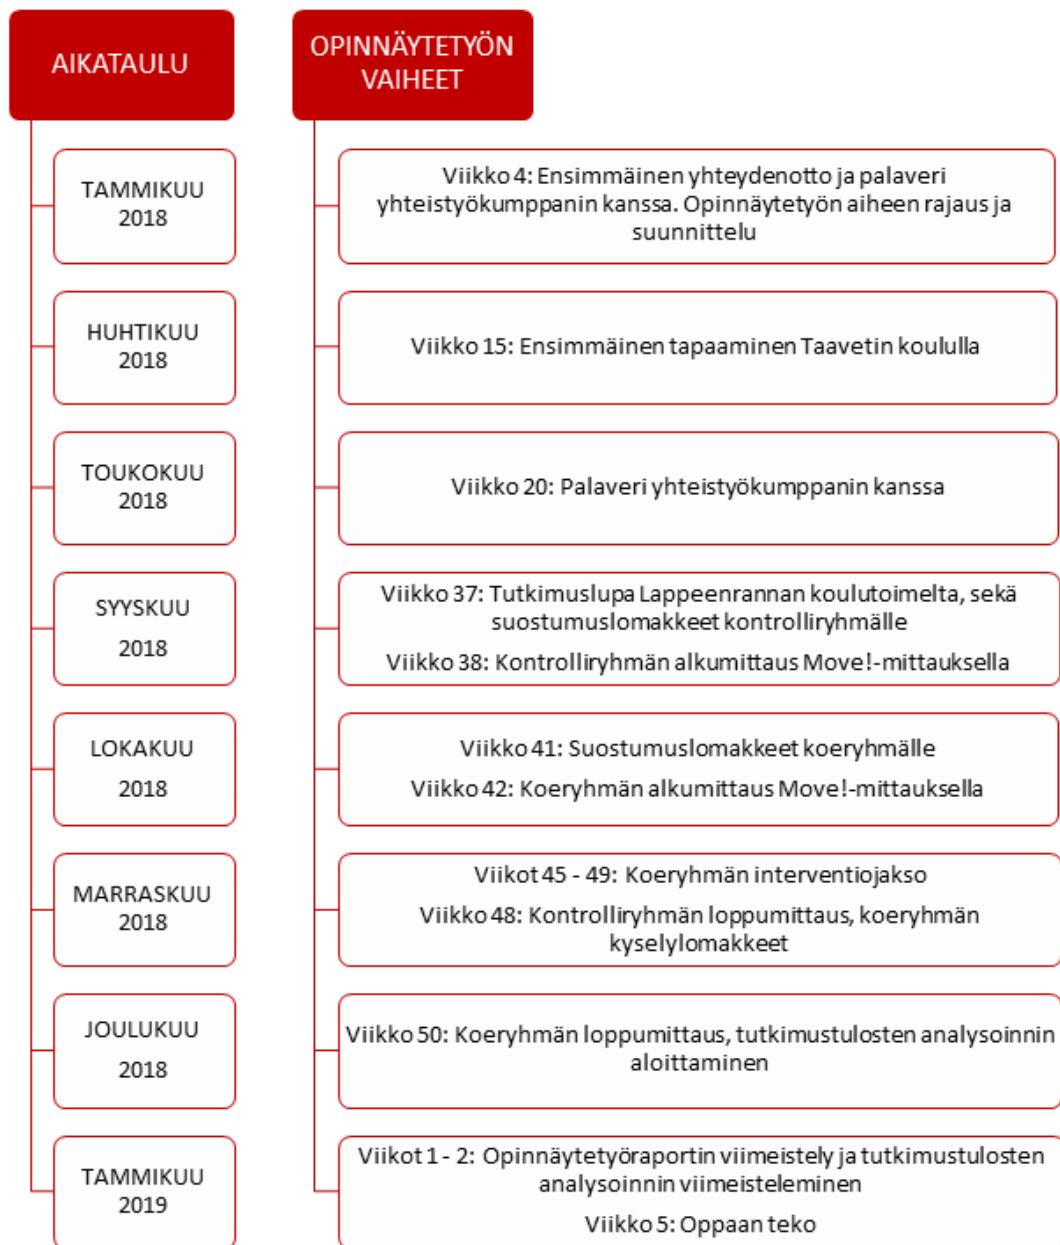 AIKATAULU
OPINNÄYTETYÖN
VAIHEET
TAMMIKUU
2018
Viikko 4: Ensimmäinen yhteydenotto ja palaveri
yhteistyökumppanin kanssa. Opinnäytetyön aiheen rajaus ja
suunnittelu
HUHTIKUU
2018
Viikko 15: Ensimmäinen tapaaminen Taavetin koululla
TOUKOKUU
2018
Viikko 20: Palaveri yhteistyökumppanin kanssa
SYYSKUU
2018
Viikko 37: Tutkimuslupa Lappeenrannan koulutoimelta, sekä
suostumuslomakkeet kontrolliryhmälle
Viikko 38: Kontrolliryhmän alkumittaus Move!-mittauksella
LOKAKUU
2018
Viikko 41: Suostumuslomakkeet koeryhmälle
Viikko 42: Koeryhmän alkumittaus Move!-mittauksella
MARRASKUU
2018
Viikot 45 - 49: Koeryhmän interventiojakso
Viikko 48: Kontrolliryhmän loppumittaus, koeryhmän
kyselylomakkeet
JOULUKUU
2018
Viikko 50: Koeryhmän loppumittaus, tutkimustulosten analysoinnin
aloittaminen
TAMMIKUU
2019
Viikot 1 - 2: Opinnäytetyöraportin viimeistely ja tutkimustulosten
analysoinnin viimeisteleminen
Viikko 5: Oppaan teko